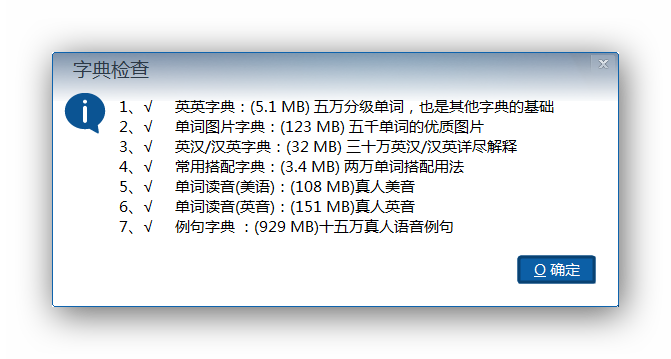 字典检查
1、√ 英英字典：(5.1 MB) 五万分级单词，也是其他字典的基础
2、√ 单词图片字典：(123 MB) 五千单词的优质图片
3、√ 英汉/汉英字典：(32 MB) 三十万英汉/汉英详尽解释
4、√ 常用搭配字典：(3.4 MB) 两万单词搭配用法
5、√ 单词读音(美语)：(108 MB)真人美音
6、√ 单词读音(英音)：(151 MB)真人英音
7、√ 例句字典 ：(929 MB)十五万真人语音例句
O 确定